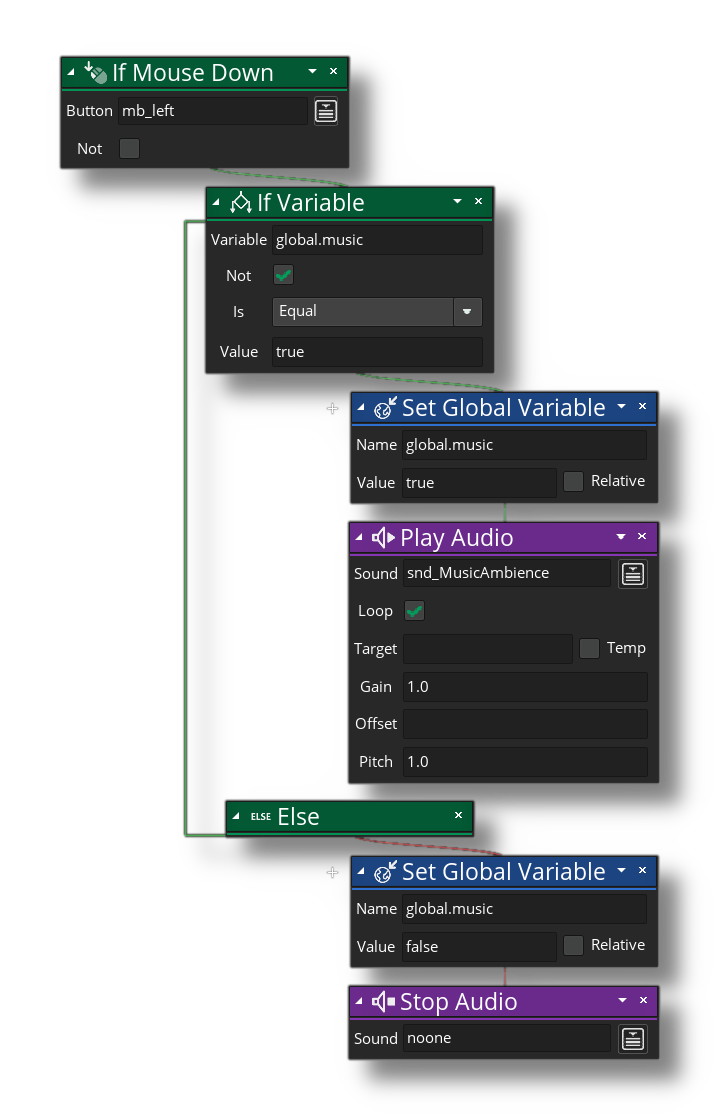 If Mouse Down
Button mb_left
Not
If Variable
Variable global.music
Not
Is Equal
Value true
Set Global Variable
Name global.music
Value true Relative
Play Audio
Sound snd_MusicAmbience
Loop
Target Temp
Gain 1.0
Offset
Pitch 1.0
ELSE Else
Set Global Variable
Name global.music
Value false Relative
Stop Audio
Sound noone